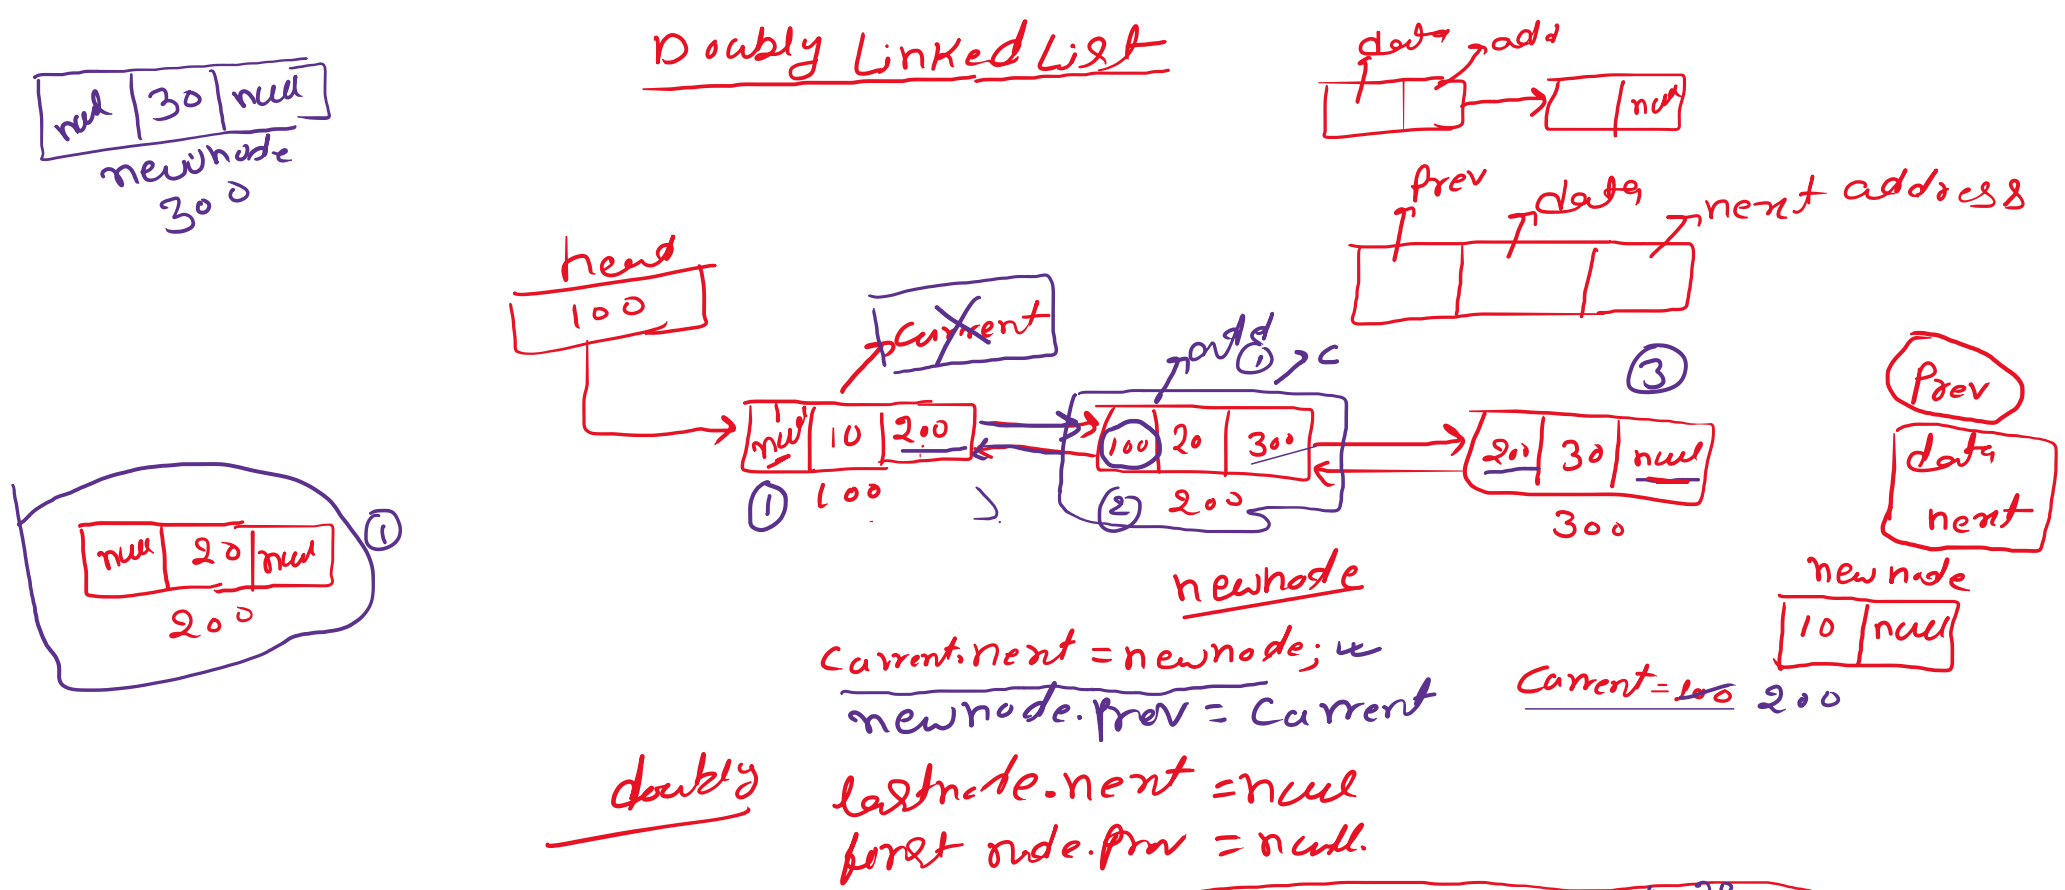 Doubly Linked List
data add
null
null 30 null
newnode
300
prev data next address
head
100
current
add 1 C
3
prev
null 10 200
100 20 300
200 30 null
data
next
1 100
2 200
300
null 20 null 1
200
newnode
newnode
10 null
current.next = newnode;
current = 100 200
newnode.prev = current
doubly
lastnode.next = null
first node.prev = null.